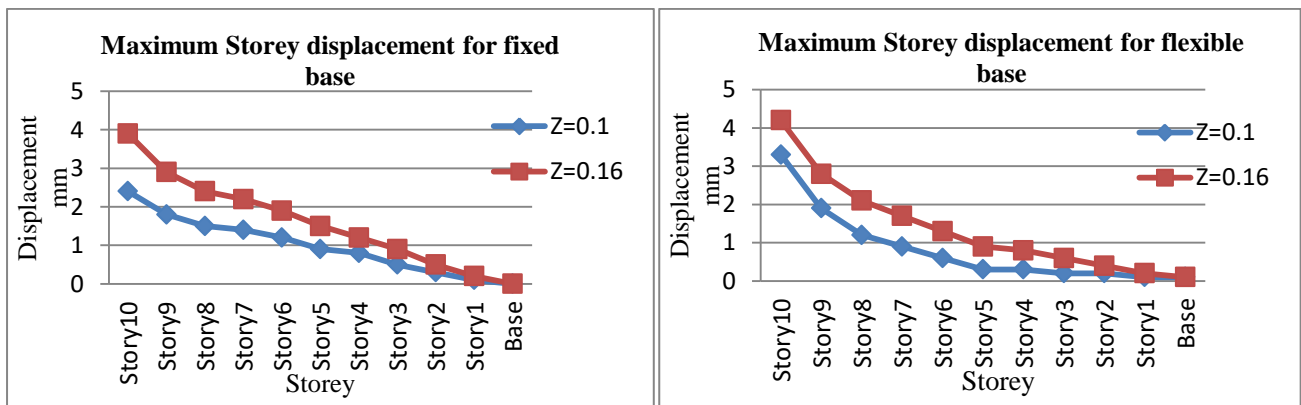 Maximum Storey displacement for fixed
base
5
4
3
2
1
0
Displacement
mm
Z=0.1
Z=0.16
Story10
Story9
Story8
Story7
Story6
Story5
Story4
Story3
Story2
Story1
Base
Storey
Maximum Storey displacement for flexible
base
5
4
3
2
1
0
Displacement
mm
Z=0.1
Z=0.16
Story10
Story9
Story8
Story7
Story6
Story5
Story4
Story3
Story2
Story1
Base
Storey